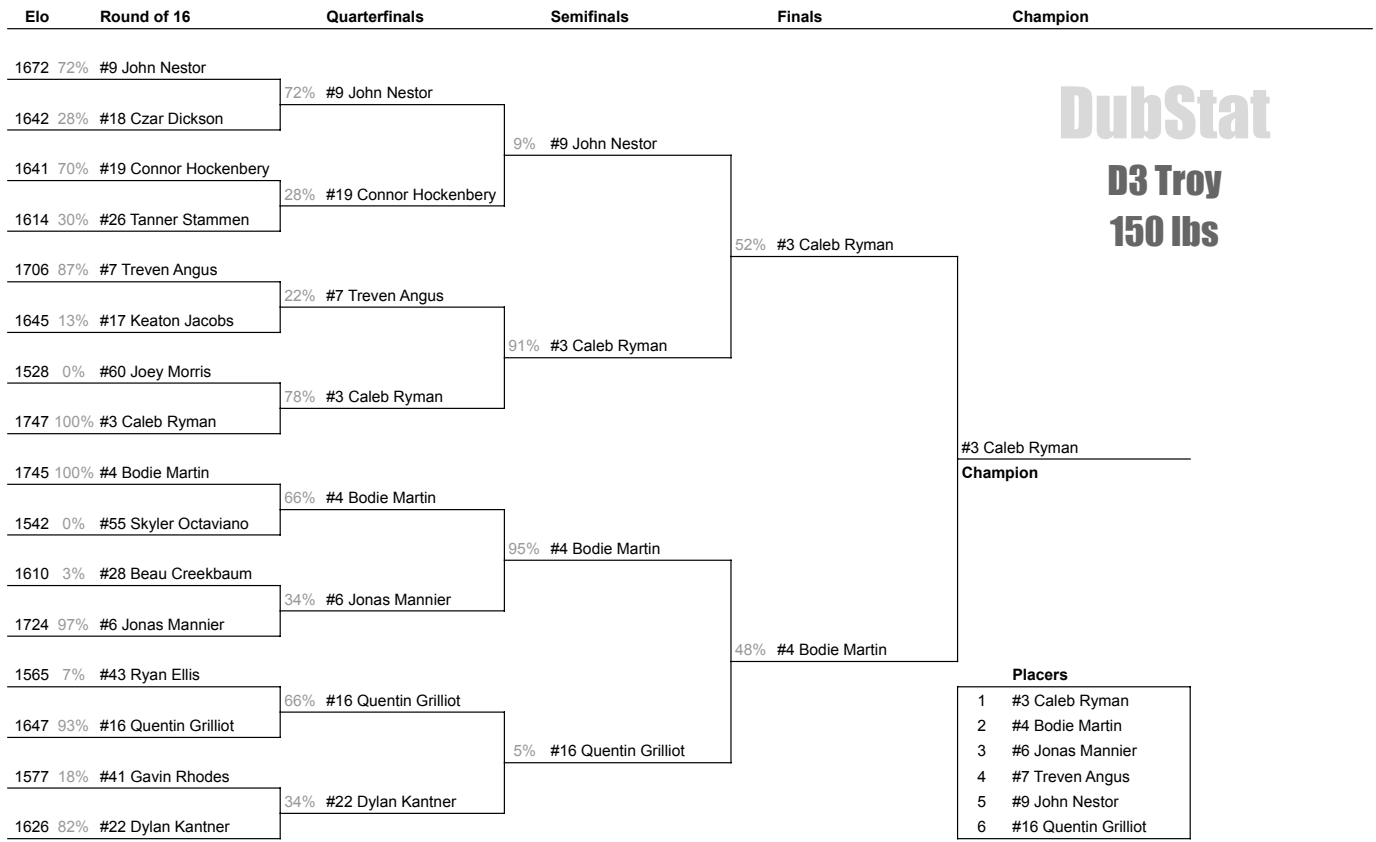 Elo Round of 16 Quarterfinals Semifinals Finals Champion
1672 72% #9 John Nestor
72% #9 John Nestor
1642 28% #18 Czar Dickson
9% #9 John Nestor
1641 70% #19 Connor Hockenbery
28% #19 Connor Hockenbery
1614 30% #26 Tanner Stammen
52% #3 Caleb Ryman
1706 87% #7 Treven Angus
22% #7 Treven Angus
1645 13% #17 Keaton Jacobs
91% #3 Caleb Ryman
1528 0% #60 Joey Morris
78% #3 Caleb Ryman
1747 100% #3 Caleb Ryman
#3 Caleb Ryman
Champion
1745 100% #4 Bodie Martin
66% #4 Bodie Martin
1542 0% #55 Skyler Octaviano
95% #4 Bodie Martin
1610 3% #28 Beau Creekbaum
34% #6 Jonas Mannier
1724 97% #6 Jonas Mannier
48% #4 Bodie Martin
1565 7% #43 Ryan Ellis
66% #16 Quentin Grilliot
1647 93% #16 Quentin Grilliot
5% #16 Quentin Grilliot
1577 18% #41 Gavin Rhodes
34% #22 Dylan Kantner
1626 82% #22 Dylan Kantner
DubStat
D3 Troy
150 lbs
Placers
1 #3 Caleb Ryman
2 #4 Bodie Martin
3 #6 Jonas Mannier
4 #7 Treven Angus
5 #9 John Nestor
6 #16 Quentin Grilliot